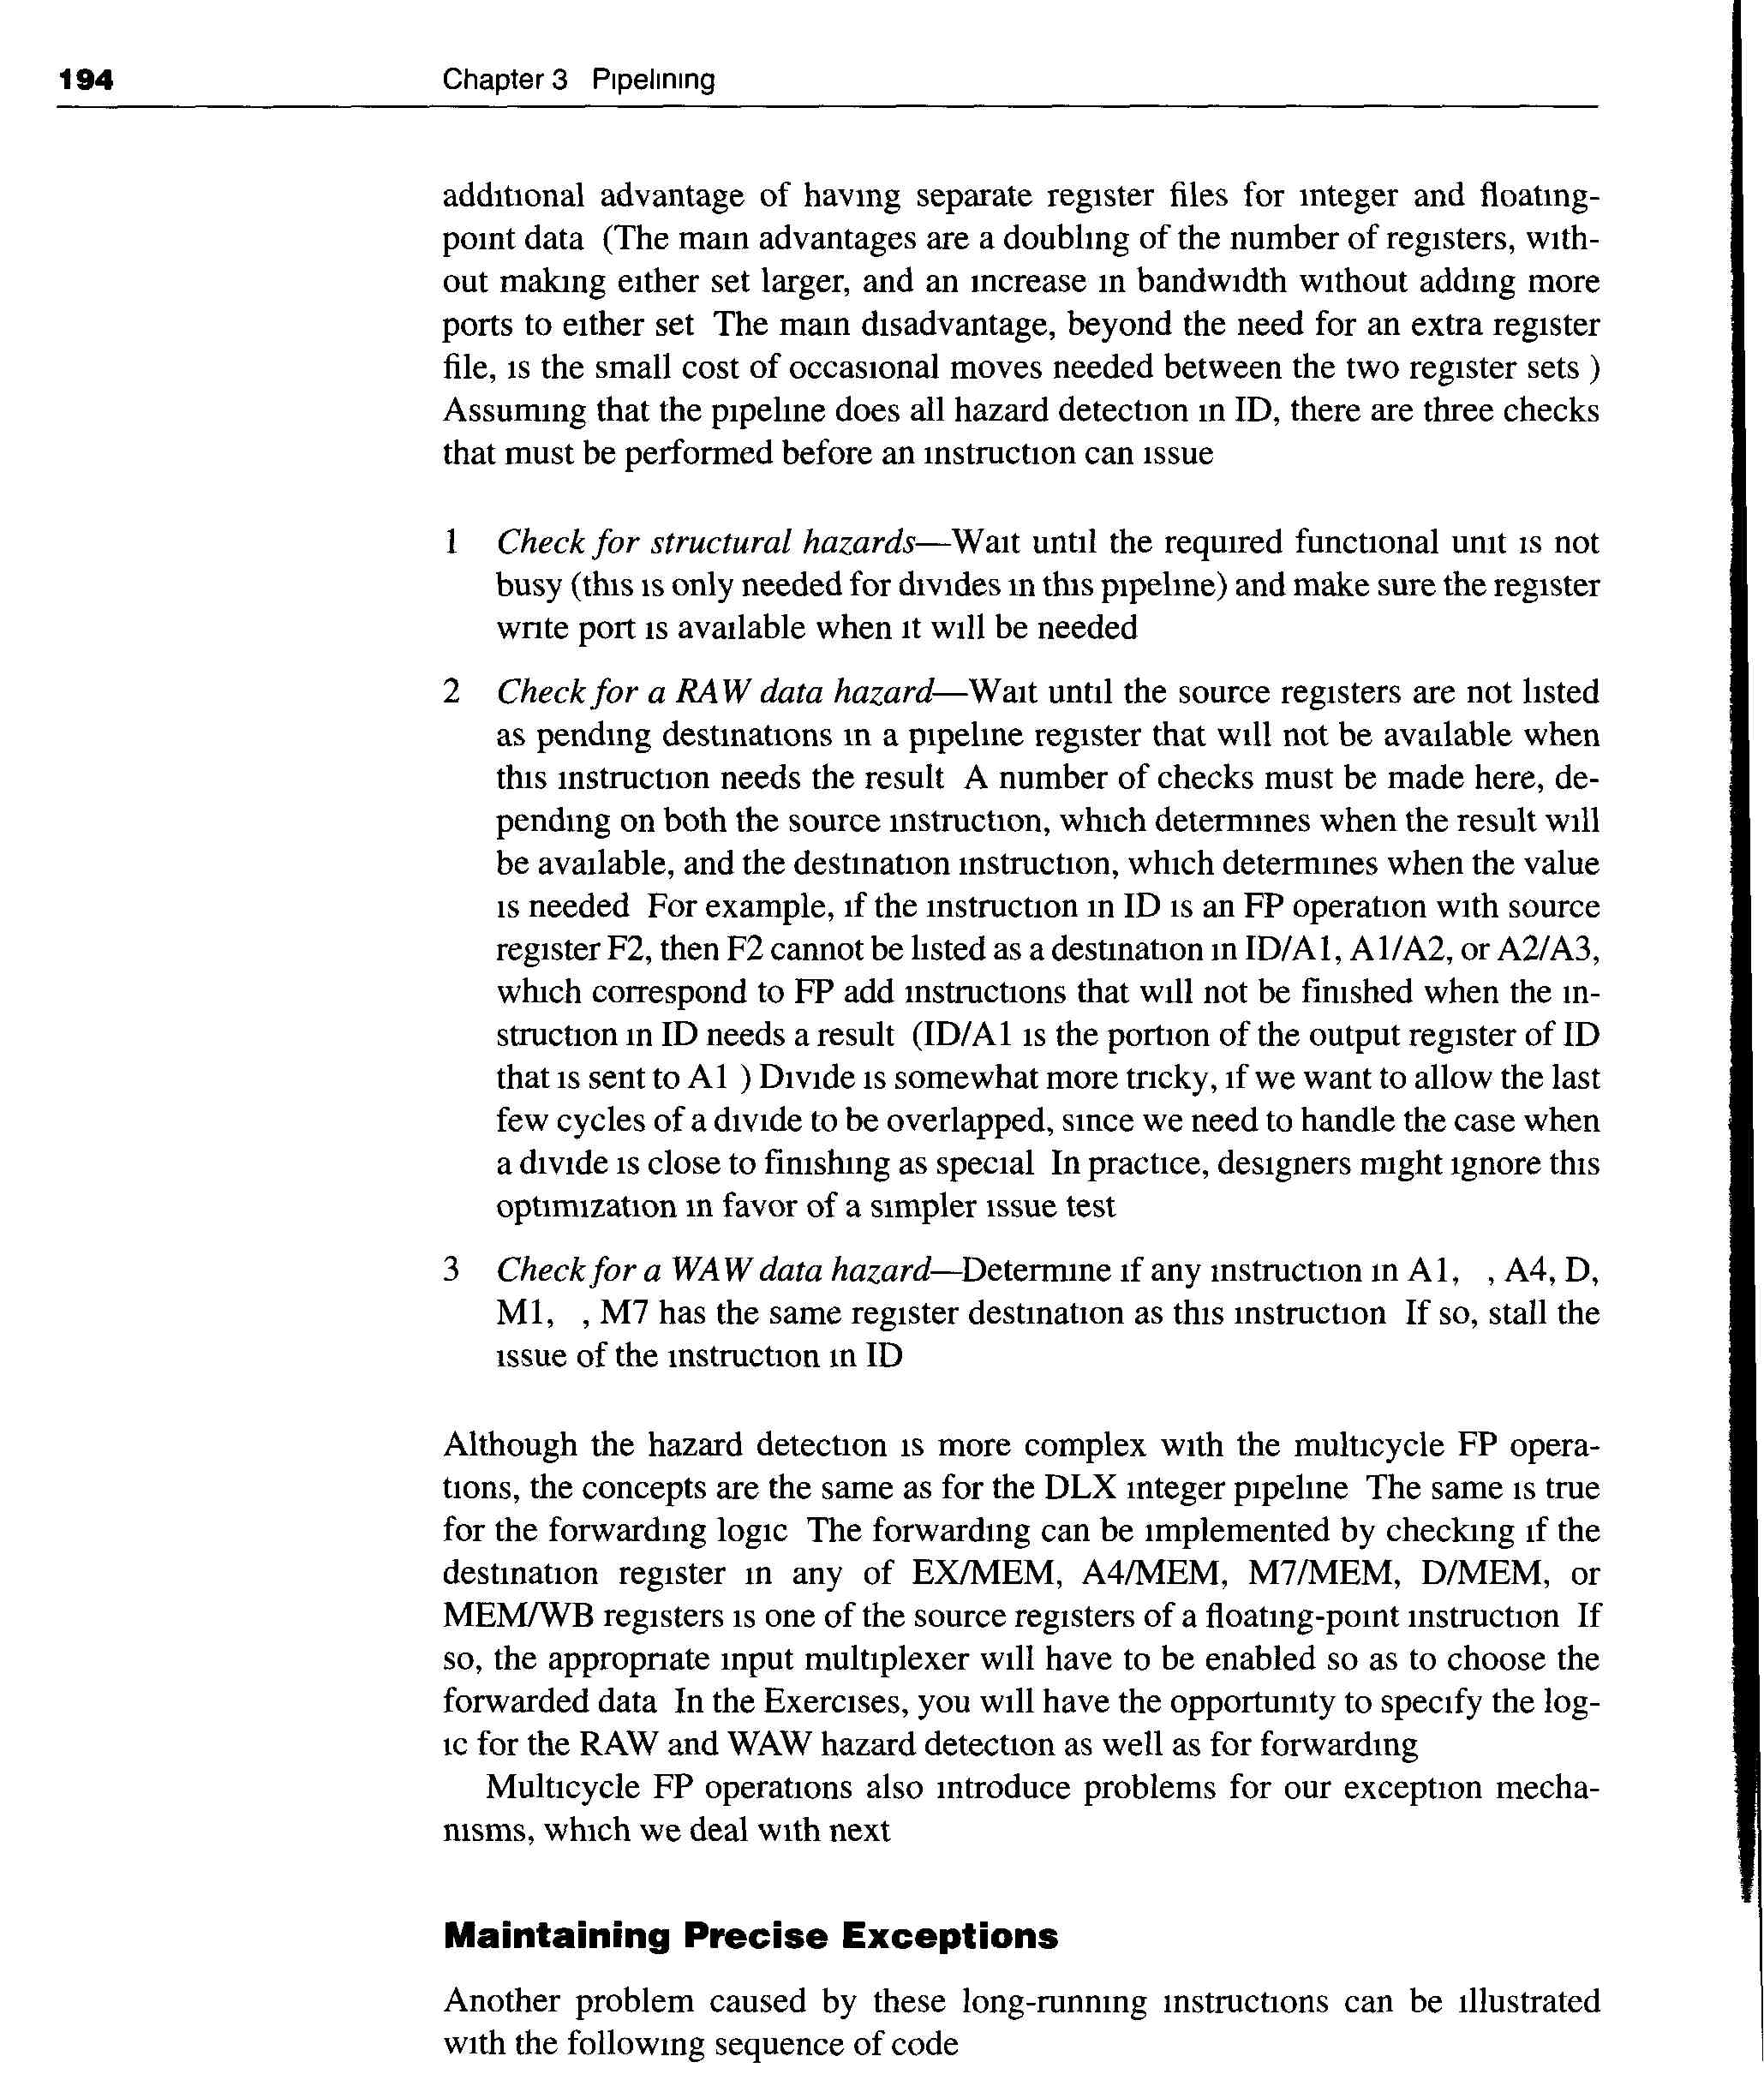 194 Chapter 3 Pipelining
additional advantage of having separate register files for integer and floating-
point data (The main advantages are a doubling of the number of registers, with-
out making either set larger, and an increase in bandwidth without adding more
ports to either set The main disadvantage, beyond the need for an extra register
file, is the small cost of occasional moves needed between the two register sets )
Assuming that the pipeline does all hazard detection in ID, there are three checks
that must be performed before an instruction can issue
1 Check for structural hazards—Wait until the required functional unit is not
busy (this is only needed for divides in this pipeline) and make sure the register
write port is available when it will be needed
2 Check for a RAW data hazard—Wait until the source registers are not listed
as pending destinations in a pipeline register that will not be available when
this instruction needs the result A number of checks must be made here, de-
pending on both the source instruction, which determines when the result will
be available, and the destination instruction, which determines when the value
is needed For example, if the instruction in ID is an FP operation with source
register F2, then F2 cannot be listed as a destination in ID/A1, A1/A2, or A2/A3,
which correspond to FP add instructions that will not be finished when the in-
struction in ID needs a result (ID/A1 is the portion of the output register of ID
that is sent to A1 ) Divide is somewhat more tricky, if we want to allow the last
few cycles of a divide to be overlapped, since we need to handle the case when
a divide is close to finishing as special In practice, designers might ignore this
optimization in favor of a simpler issue test
3 Check for a WAW data hazard—Determine if any instruction in A1, , A4, D,
M1, , M7 has the same register destination as this instruction If so, stall the
issue of the instruction in ID
Although the hazard detection is more complex with the multicycle FP opera-
tions, the concepts are the same as for the DLX integer pipeline The same is true
for the forwarding logic The forwarding can be implemented by checking if the
destination register in any of EX/MEM, A4/MEM, M7/MEM, D/MEM, or
MEM/WB registers is one of the source registers of a floating-point instruction If
so, the appropriate input multiplexer will have to be enabled so as to choose the
forwarded data In the Exercises, you will have the opportunity to specify the log-
ic for the RAW and WAW hazard detection as well as for forwarding
Multicycle FP operations also introduce problems for our exception mecha-
nisms, which we deal with next
Maintaining Precise Exceptions
Another problem caused by these long-running instructions can be illustrated
with the following sequence of code